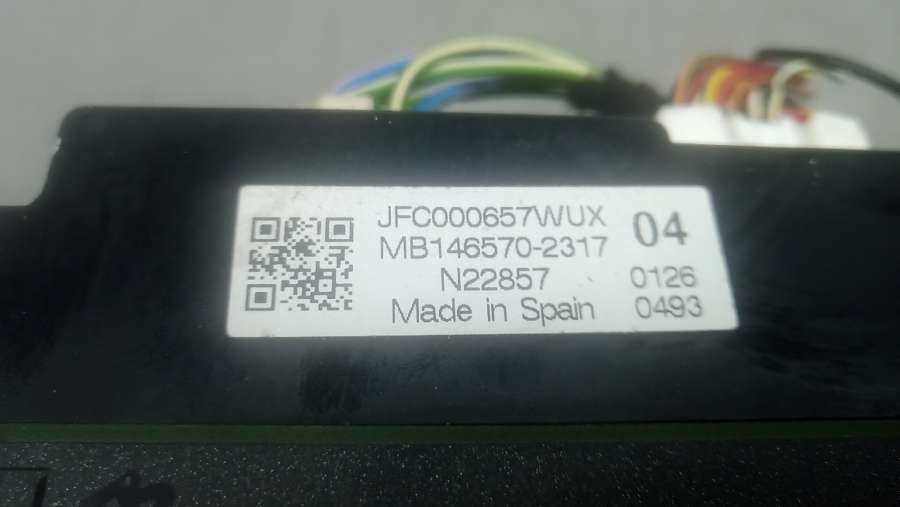 JFC000657WUX 04
MB146570-2317
N22857 0126
Made in Spain 0493